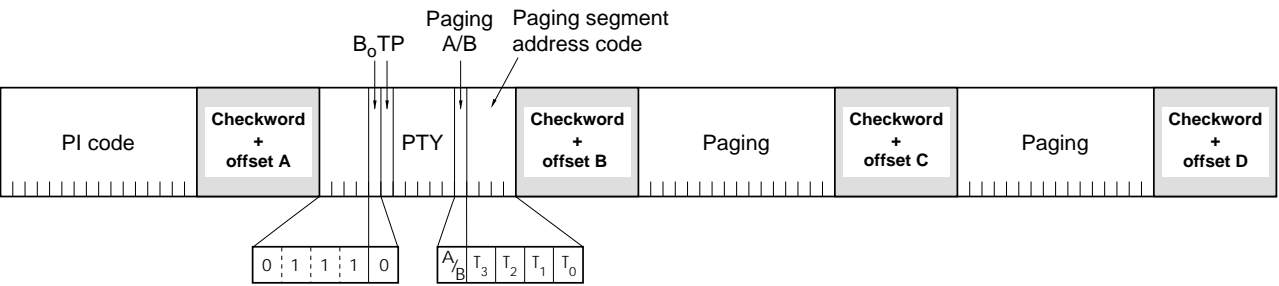 Paging Paging segment
B₀TP A/B address code
PI code
Checkword
+
offset A
PTY
Checkword
+
offset B
Paging
Checkword
+
offset C
Paging
Checkword
+
offset D
0 1 1 1 0
A/B T₃ T₂ T₁ T₀